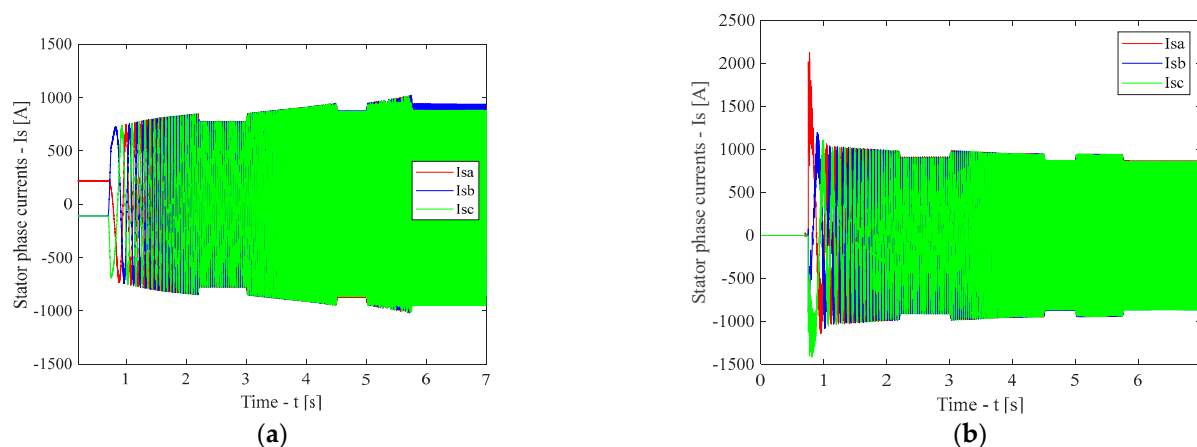 1500
1000
500
0
-500
-1000
-1500
1
2
3
4
5
6
7
Stator phase currents - Is [A]
Time - t [s]
Isa
Isb
Isc
(a)
2500
2000
1500
1000
500
0
-500
-1000
-1500
0
1
2
3
4
5
6
Stator phase currents - Is [A]
Time - t [s]
Isa
Isb
Isc
(b)